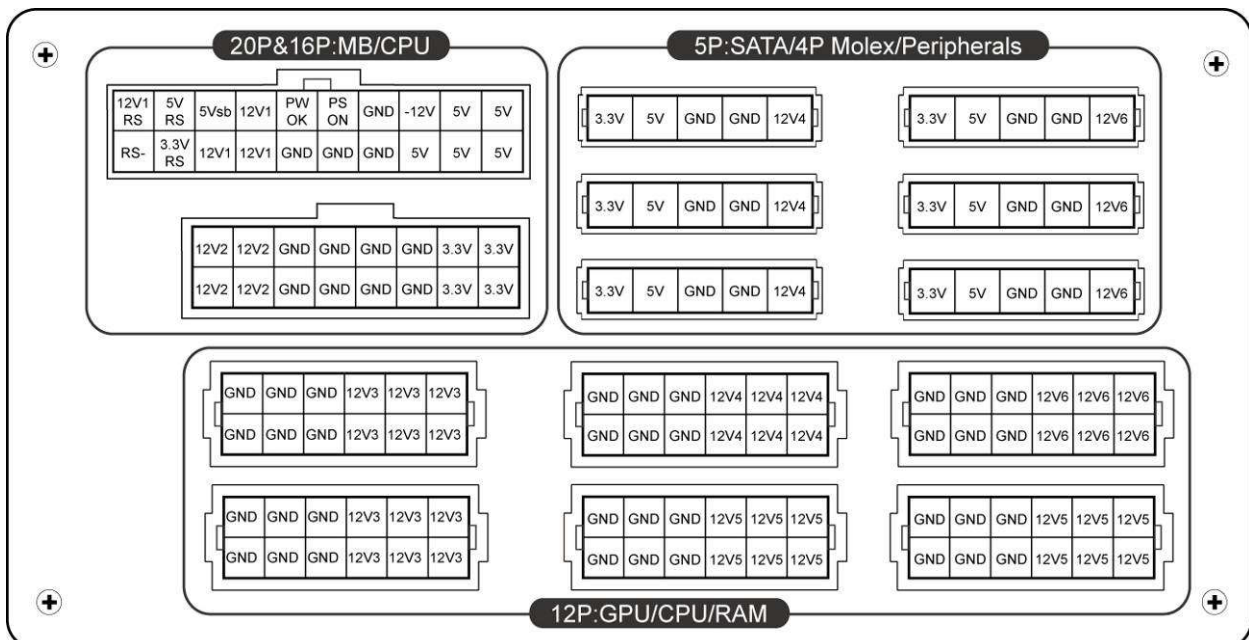 20P&16P:MB/CPU
12V1 RS 5V RS 5Vsb 12V1 PW OK PS ON GND -12V 5V 5V
RS- 3.3V RS 12V1 12V1 GND GND GND 5V 5V 5V
12V2 12V2 GND GND GND GND 3.3V 3.3V
12V2 12V2 GND GND GND GND 3.3V 3.3V
5P:SATA/4P Molex/Peripherals
3.3V 5V GND GND 12V4
3.3V 5V GND GND 12V6
3.3V 5V GND GND 12V4
3.3V 5V GND GND 12V6
3.3V 5V GND GND 12V4
3.3V 5V GND GND 12V6
GND GND GND 12V3 12V3 12V3
GND GND GND 12V3 12V3 12V3
GND GND GND 12V4 12V4 12V4
GND GND GND 12V4 12V4 12V4
GND GND GND 12V6 12V6 12V6
GND GND GND 12V6 12V6 12V6
GND GND GND 12V3 12V3 12V3
GND GND GND 12V3 12V3 12V3
GND GND GND 12V5 12V5 12V5
GND GND GND 12V5 12V5 12V5
GND GND GND 12V5 12V5 12V5
GND GND GND 12V5 12V5 12V5
12P:GPU/CPU/RAM